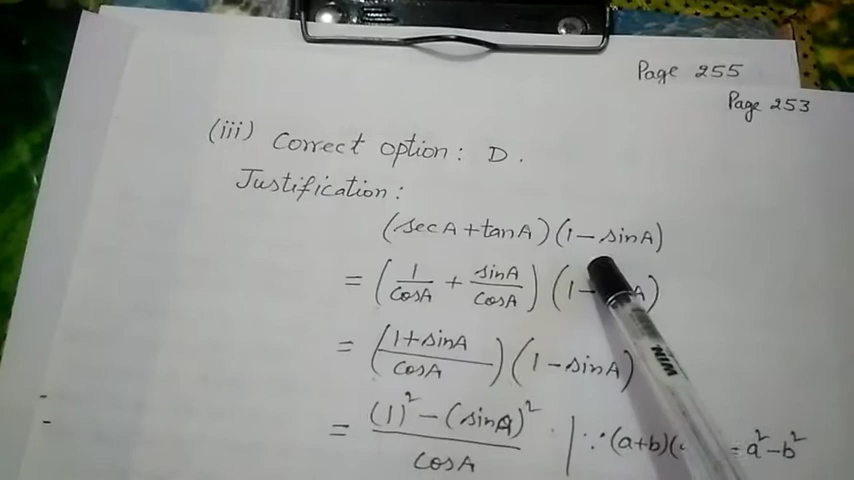 Page 255
Page 253
(iii) Correct option: D.
Justification:
(secA+tanA)(1-sinA)
= (1/cosA + sinA/cosA) (1- A)
= (1+sinA/cosA)(1-sinA)
= (1)²-(sinA)²/cosA | ∵(a+b)( = a²-b²
WIN